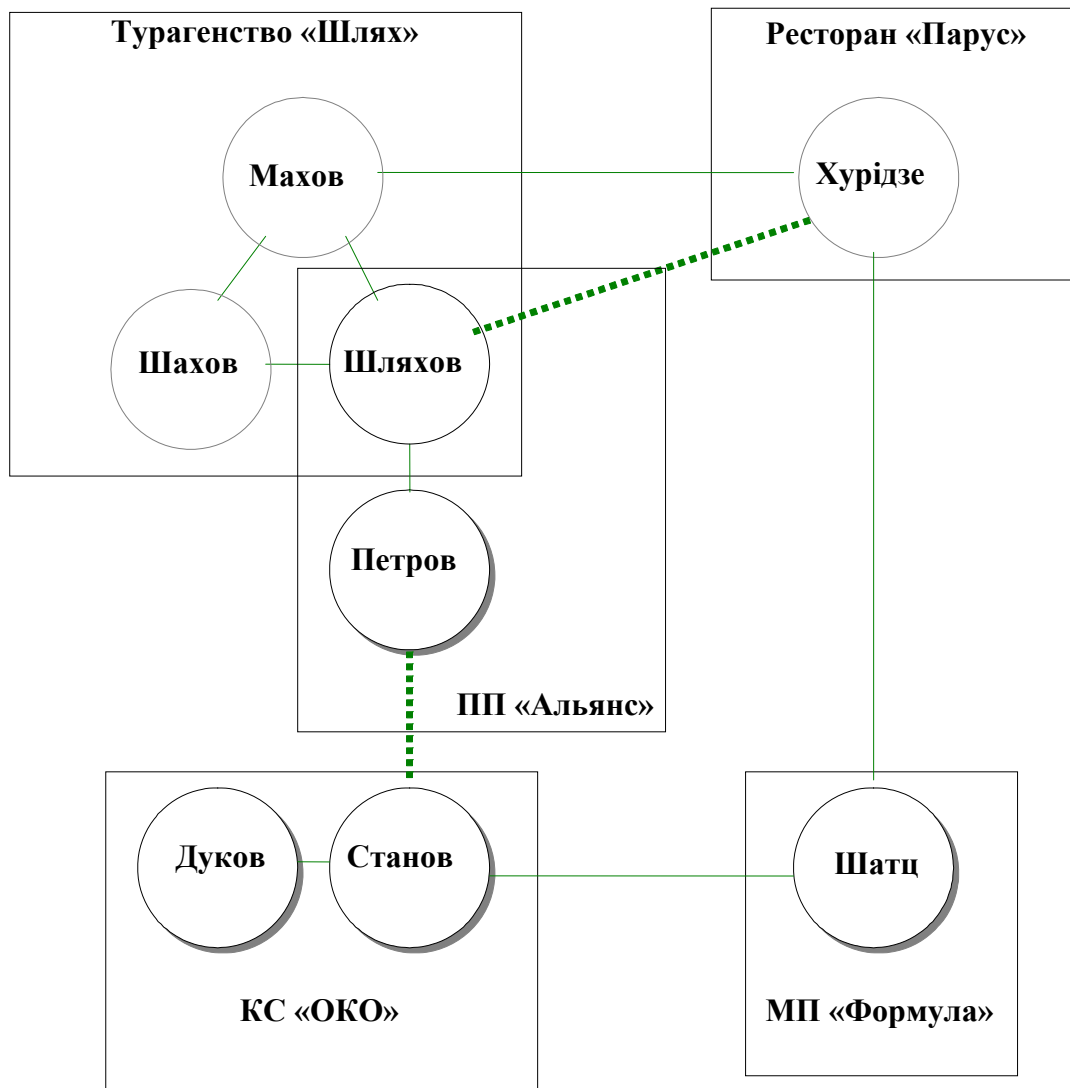 Турагенство «Шлях»
Ресторан «Парус»
Махов
Хурідзе
Шахов
Шляхов
Петров
ПП «Альянс»
Дуков
Станов
Шатц
КС «ОКО»
МП «Формула»